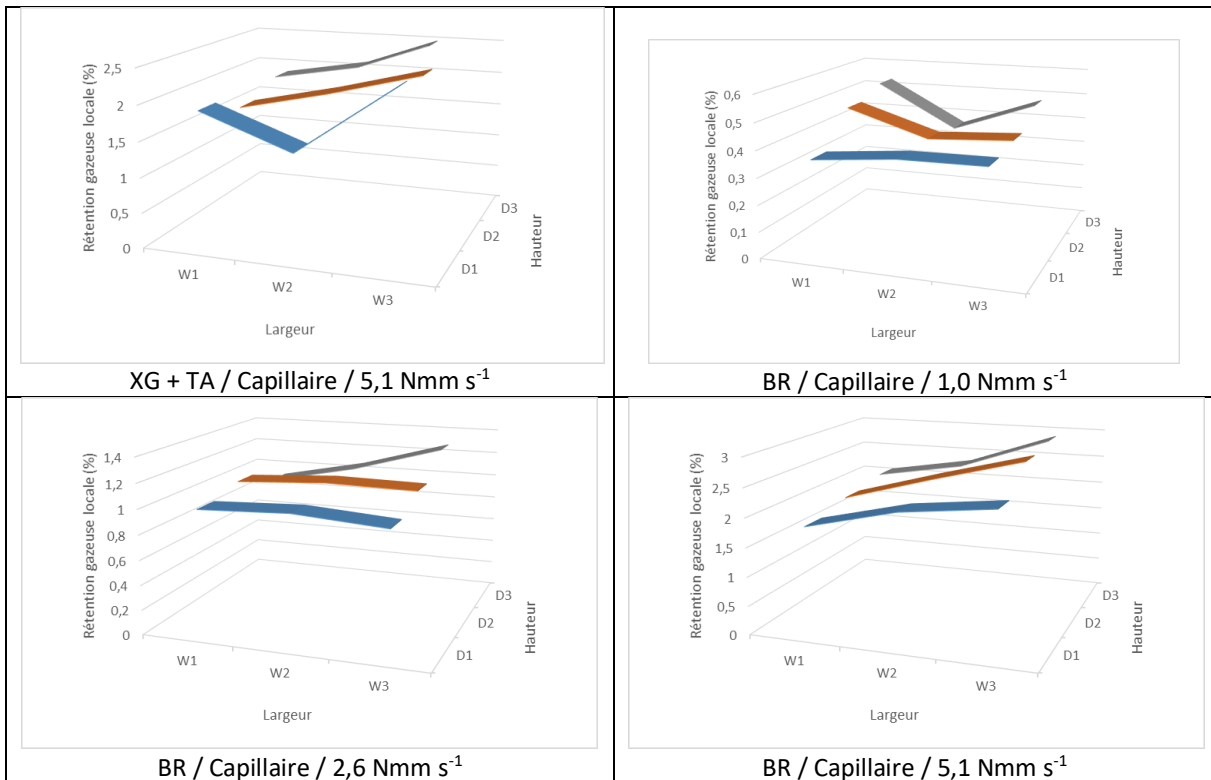 2,5
2
1,5
1
0,5
0
Rétention gazeuse locale (%)
W1
W2
W3
Largeur
D1
D2
D3
Hauteur
XG + TA / Capillaire / 5,1 Nmm s-1
0,6
0,5
0,4
0,3
0,2
0,1
0
Rétention gazeuse locale (%)
W1
W2
W3
Largeur
D1
D2
D3
Hauteur
BR / Capillaire / 1,0 Nmm s-1
1,4
1,2
1
0,8
0,6
0,4
0,2
0
Rétention gazeuse locale (%)
W1
W2
W3
Largeur
D1
D2
D3
Hauteur
BR / Capillaire / 2,6 Nmm s-1
3
2,5
2
1,5
1
0,5
0
Rétention gazeuse locale (%)
W1
W2
W3
Largeur
D1
D2
D3
Hauteur
BR / Capillaire / 5,1 Nmm s-1